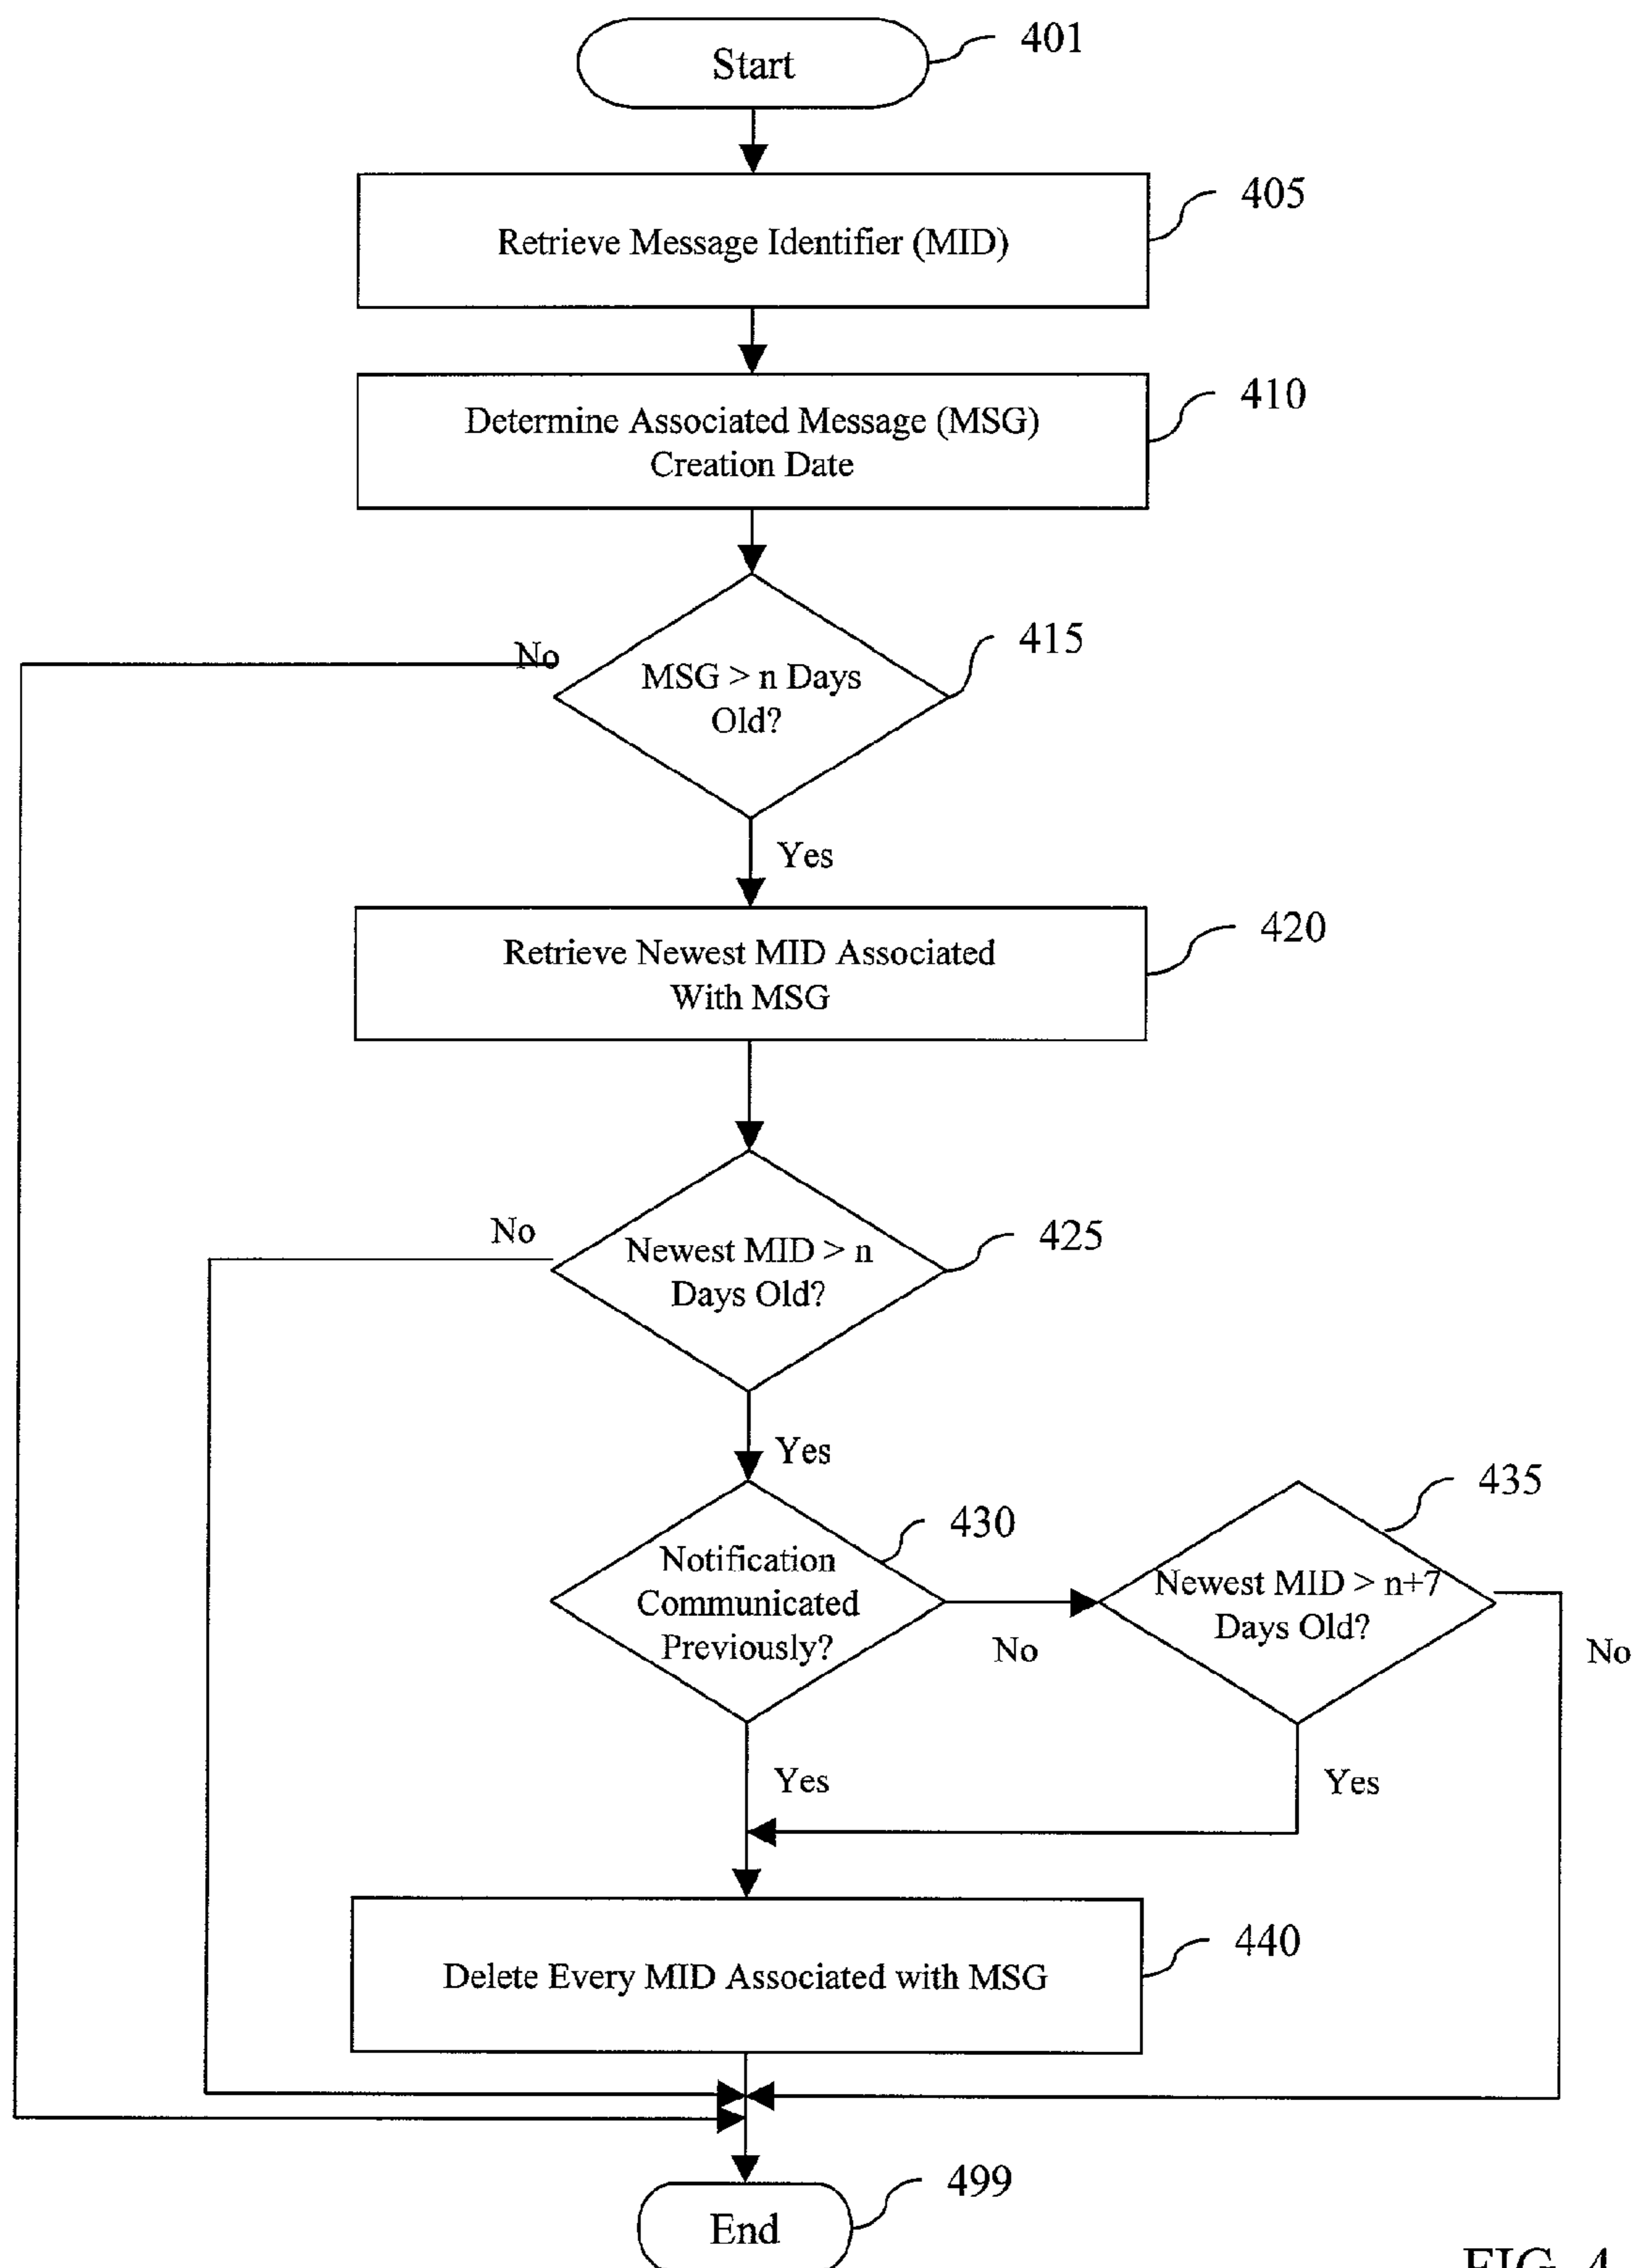 Start
401
Retrieve Message Identifier (MID)
405
Determine Associated Message (MSG)
Creation Date
410
MSG > n Days
Old?
415
No
Yes
Retrieve Newest MID Associated
With MSG
420
Newest MID > n
Days Old?
425
No
Yes
Notification
Communicated
Previously?
430
No
Yes
Newest MID > n+7
Days Old?
435
No
Yes
Delete Every MID Associated with MSG
440
End
499
FIG. 4